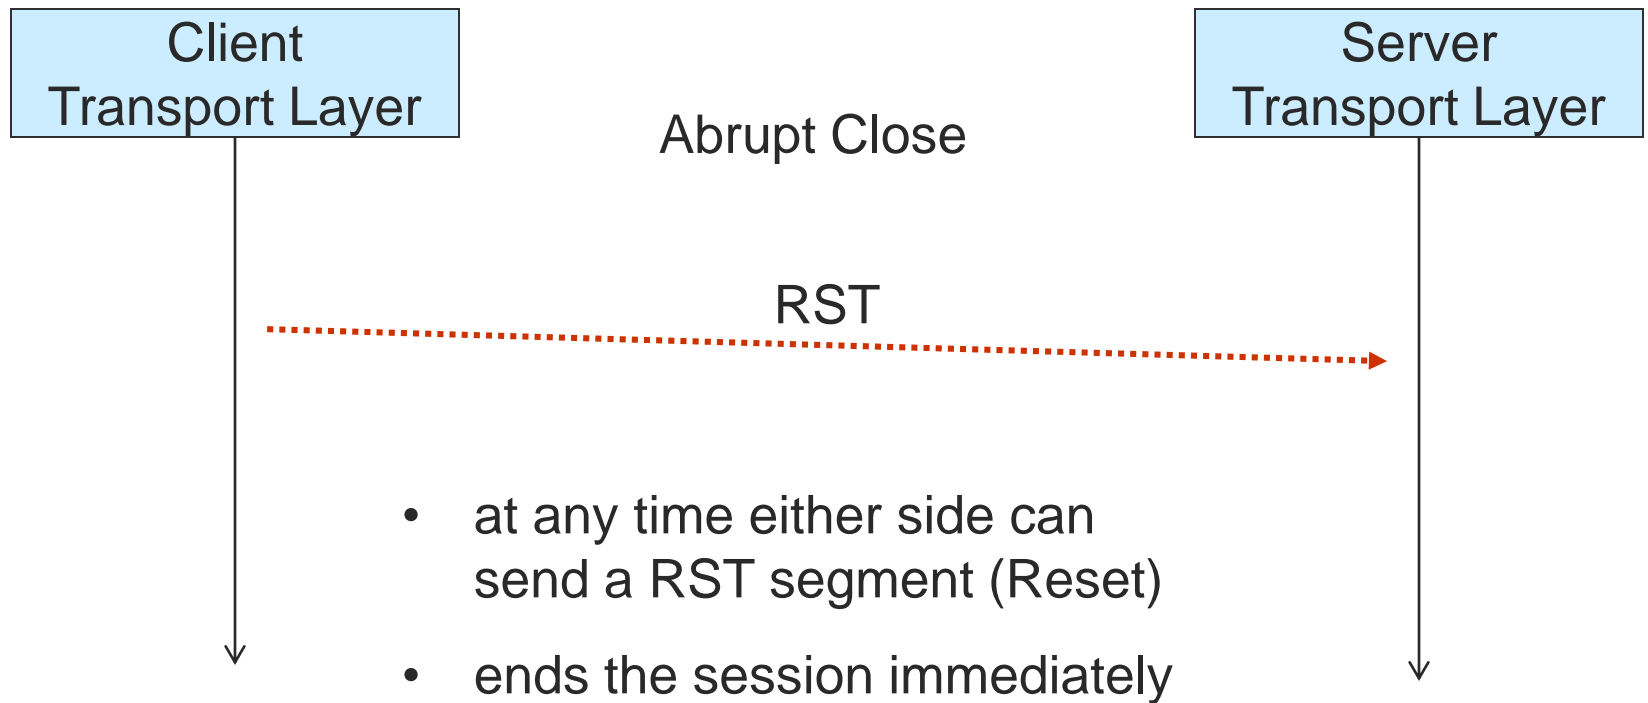 Client
Transport Layer
Server
Transport Layer
Abrupt Close
RST
• at any time either side can
send a RST segment (Reset)
• ends the session immediately